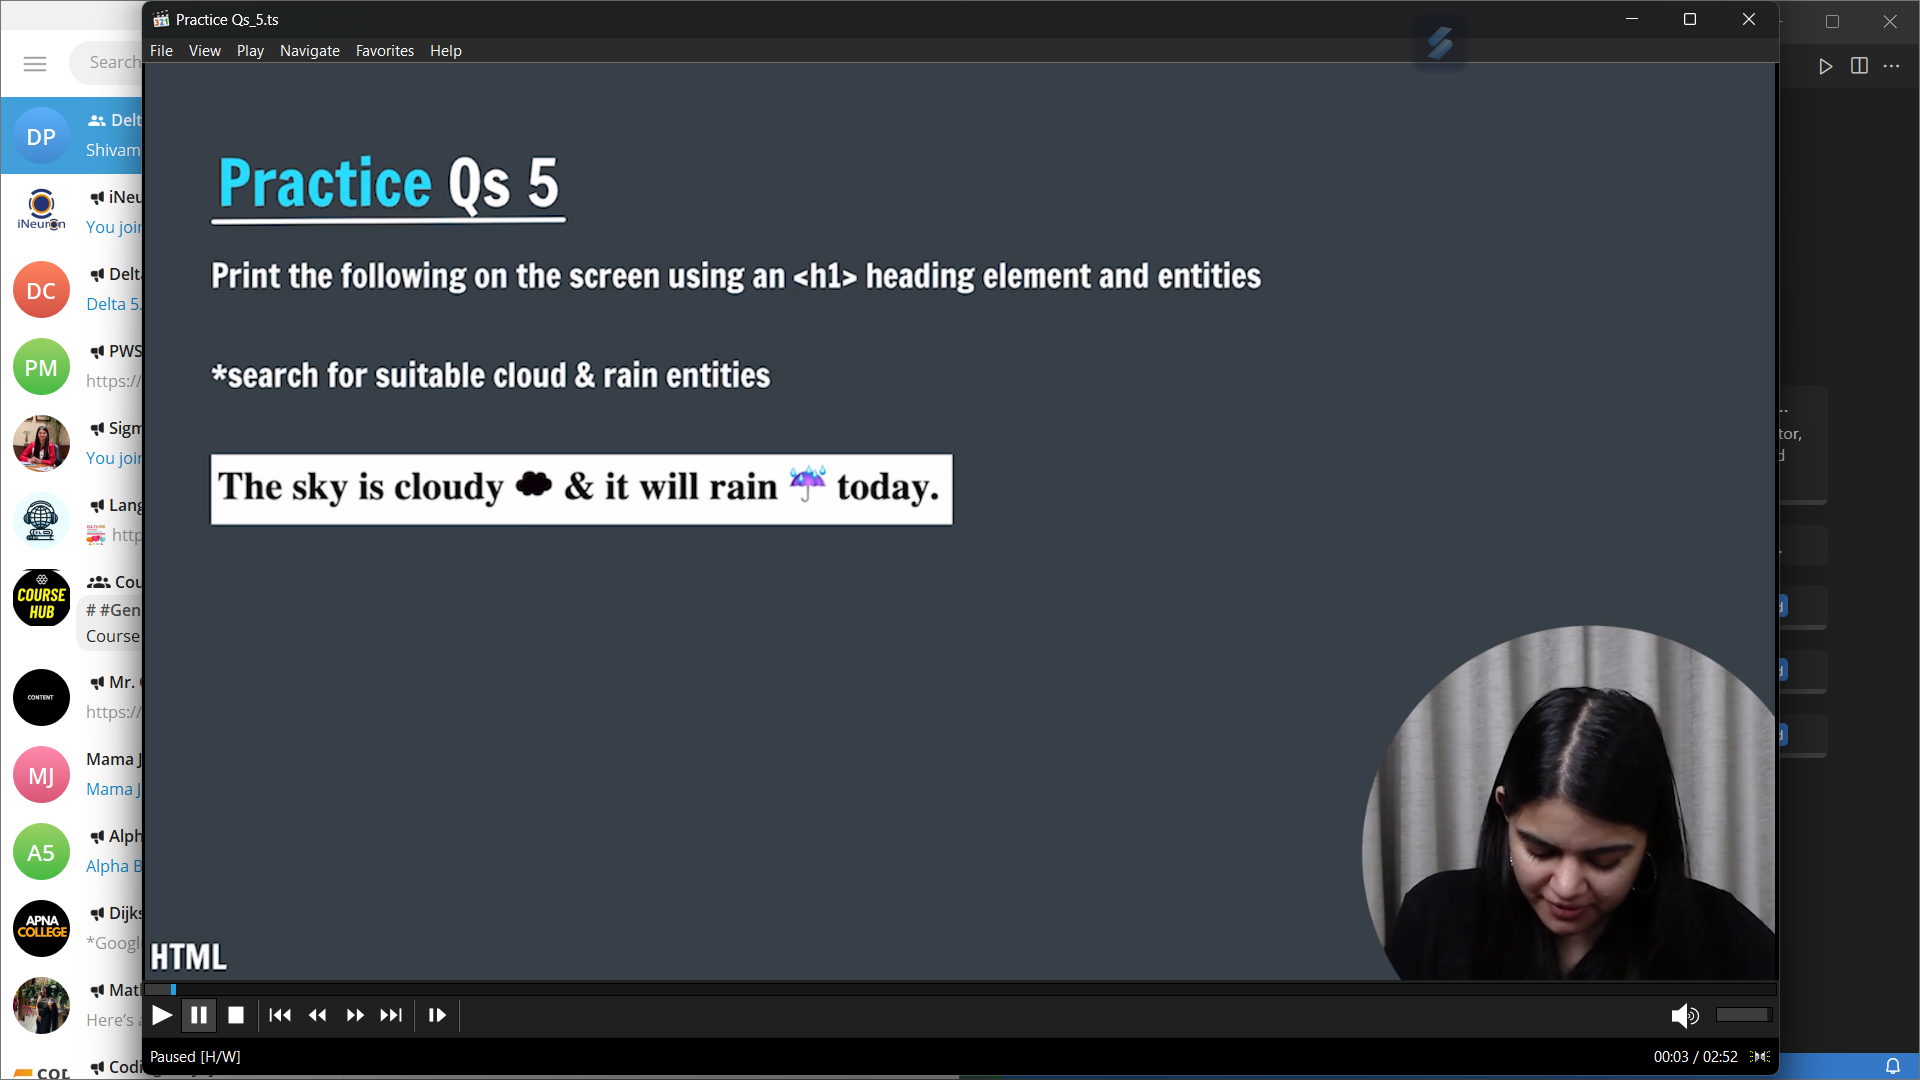 Practice Qs_5.ts
File View Play Navigate Favorites Help
Search
DP
Delt
Shivam
iNeuron
iNeu
You joi
DC
Delt
Delta 5.
PM
PWS
https:/
Sigm
You joi
Lang
http
COURSE HUB
Cou
# #Gen
Course
CONTENT
Mr.
https:/
MJ
Mama J
Mama J
A5
Alph
Alpha B
APNA COLLEGE
Dijks
*Googl
Mat
Here's a
Codi
Practice Qs 5
Print the following on the screen using an <h1> heading element and entities
*search for suitable cloud & rain entities
The sky is cloudy ☁ & it will rain ☔ today.
HTML
tor,
d
Paused [H/W]
00:03 / 02:52